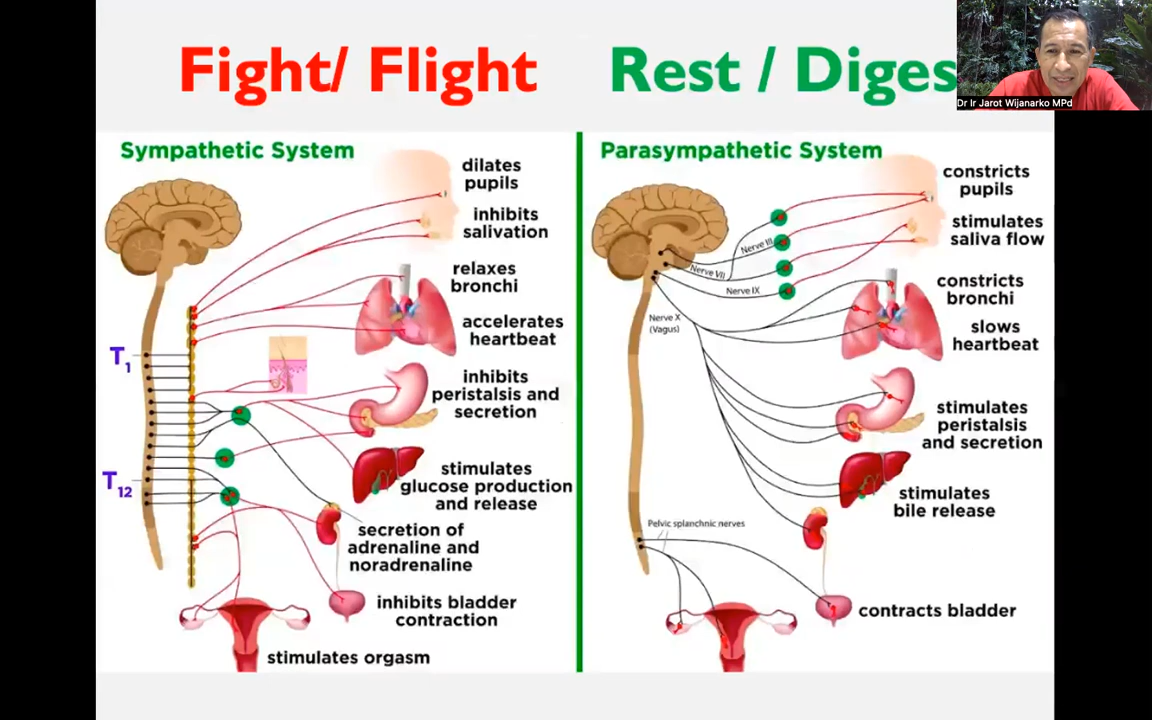 Fight/ Flight
Rest / Diges
Dr Ir Jarot Wijanarko MPd
Sympathetic System
dilates
pupils
inhibits
salivation
relaxes
bronchi
accelerates
heartbeat
T1
inhibits
peristalsis and
secretion
T12
stimulates
glucose production
and release
secretion of
adrenaline and
noradrenaline
inhibits bladder
contraction
stimulates orgasm
Parasympathetic System
constricts
pupils
stimulates
saliva flow
Nerve III
Nerve VII
Nerve IX
Nerve X
(Vagus)
constricts
bronchi
slows
heartbeat
stimulates
peristalsis
and secretion
stimulates
bile release
Pelvic splanchnic nerves
contracts bladder